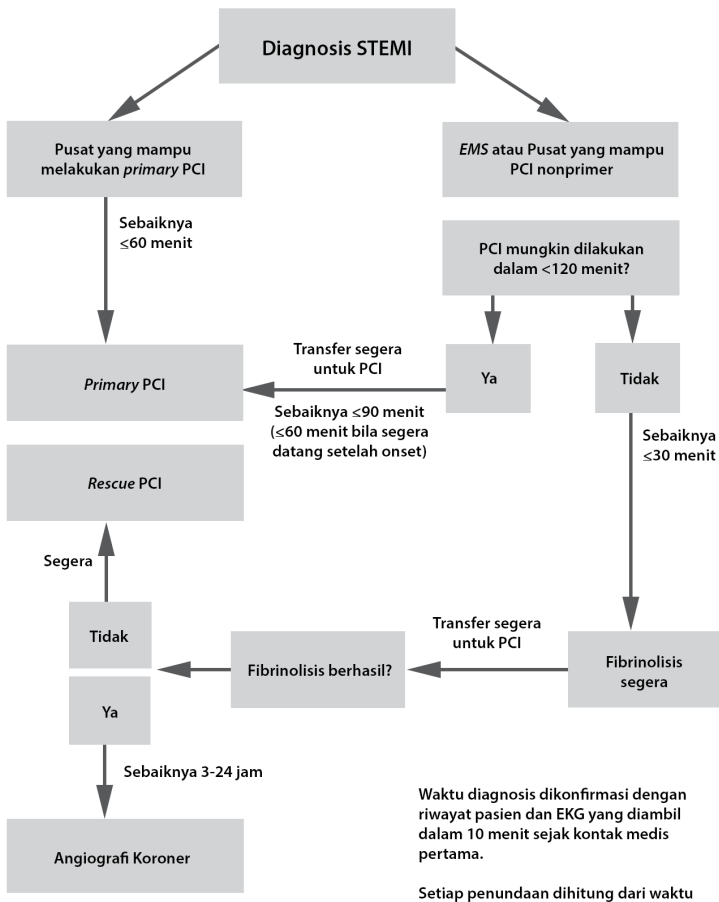 Diagnosis STEMI
Pusat yang mampu
melakukan primary PCI
EMS atau Pusat yang mampu
PCI nonprimer
Sebaiknya
≤60 menit
PCI mungkin dilakukan
dalam <120 menit?
Primary PCI
Transfer segera
untuk PCI
Sebaiknya ≤90 menit
(≤60 menit bila segera
datang setelah onset)
Ya
Tidak
Sebaiknya
≤30 menit
Rescue PCI
Segera
Tidak
Ya
Fibrinolisis berhasil?
Transfer segera
untuk PCI
Fibrinolisis
segera
Sebaiknya 3-24 jam
Angiografi Koroner
Waktu diagnosis dikonfirmasi dengan
riwayat pasien dan EKG yang diambil
dalam 10 menit sejak kontak medis
pertama.
Setiap penundaan dihitung dari waktu